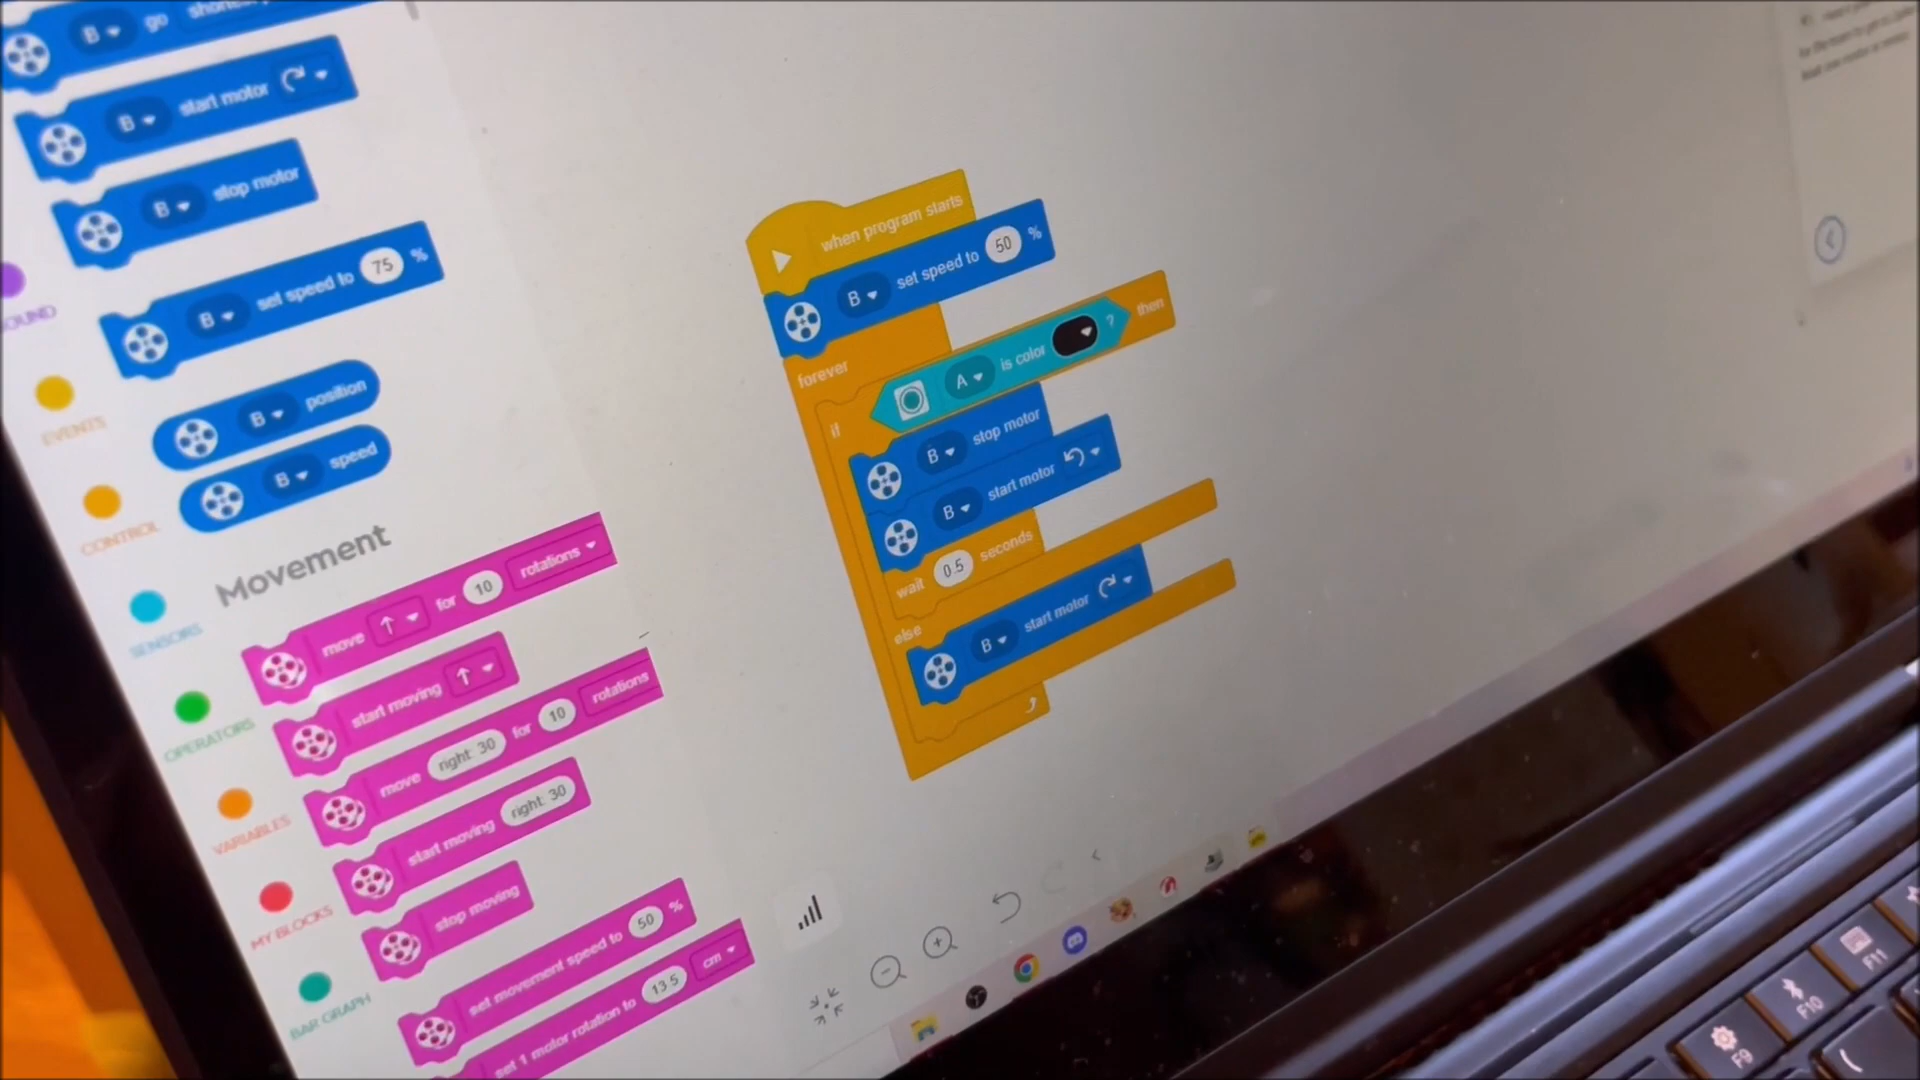 B go
B start motor
B stop motor
B set speed to 75 %
B position
B speed
Movement
move for 10 rotations
start moving
move right: 30 for 10 rotations
start moving right: 30
stop moving
set movement speed to 50 %
set 1 motor rotation to 13.5 cm
EVENTS
CONTROL
SENSORS
OPERATORS
VARIABLES
MY BLOCKS
BAR GRAPH
when program starts
B set speed to 50 %
forever
if A is color ? then
B stop motor
B start motor
wait 0.5 seconds
else
B start motor
F9
F10
F11